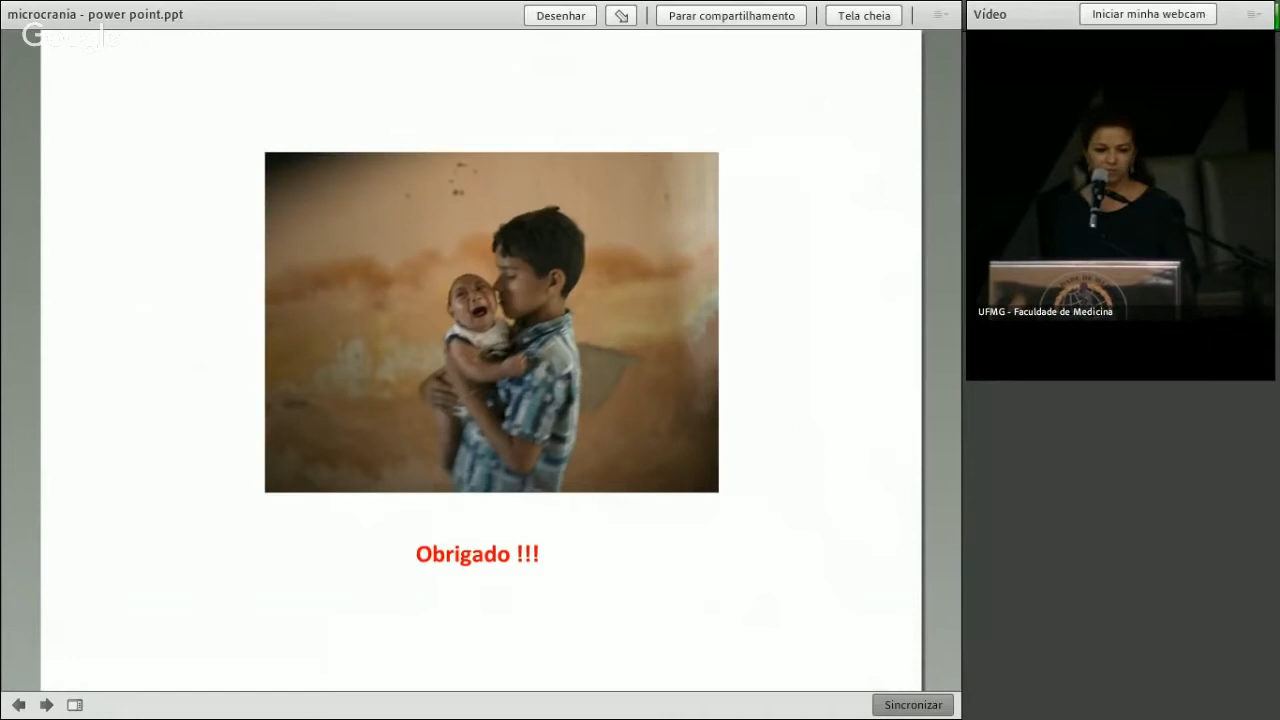 microcrania - power point.ppt
Desenhar
Parar compartilhamento
Tela cheia
Vídeo
Iniciar minha webcam
Google
UFMG - Faculdade de Medicina
Obrigado !!!
Sincronizar